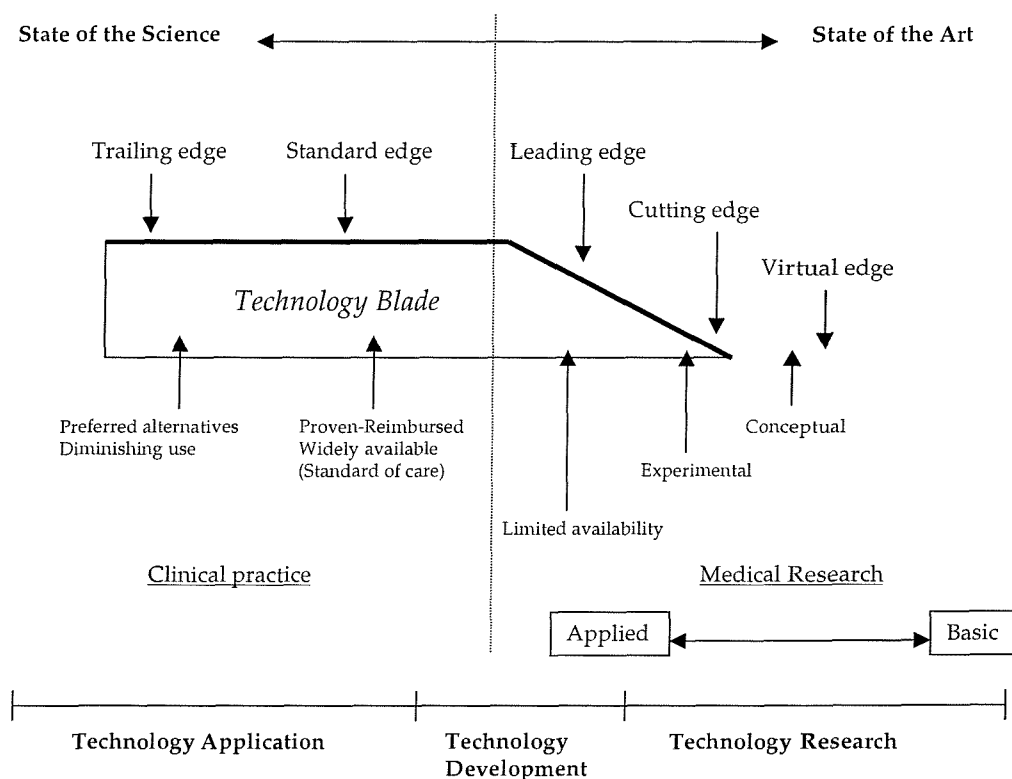 State of the Science
State of the Art
Trailing edge
Standard edge
Leading edge
Cutting edge
Virtual edge
Technology Blade
Preferred alternatives
Diminishing use
Proven-Reimbursed
Widely available
(Standard of care)
Conceptual
Experimental
Limited availability
Clinical practice
Medical Research
Applied
Basic
Technology Application
Technology
Development
Technology Research